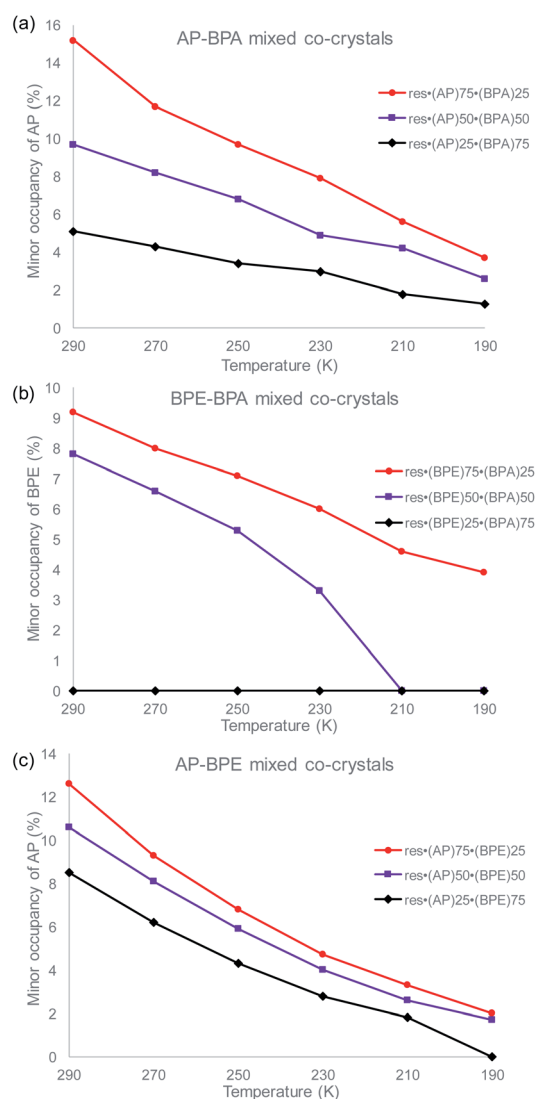 (a)
AP-BPA mixed co-crystals
Minor occupancy of AP (%)
16
14
12
10
8
6
4
2
0
res•(AP)75•(BPA)25
res•(AP)50•(BPA)50
res•(AP)25•(BPA)75
290 270 250 230 210 190
Temperature (K)
(b)
BPE-BPA mixed co-crystals
Minor occupancy of BPE (%)
10
9
8
7
6
5
4
3
2
1
0
res•(BPE)75•(BPA)25
res•(BPE)50•(BPA)50
res•(BPE)25•(BPA)75
290 270 250 230 210 190
Temperature (K)
(c)
AP-BPE mixed co-crystals
Minor occupancy of AP (%)
14
12
10
8
6
4
2
0
res•(AP)75•(BPE)25
res•(AP)50•(BPE)50
res•(AP)25•(BPE)75
290 270 250 230 210 190
Temperature (K)